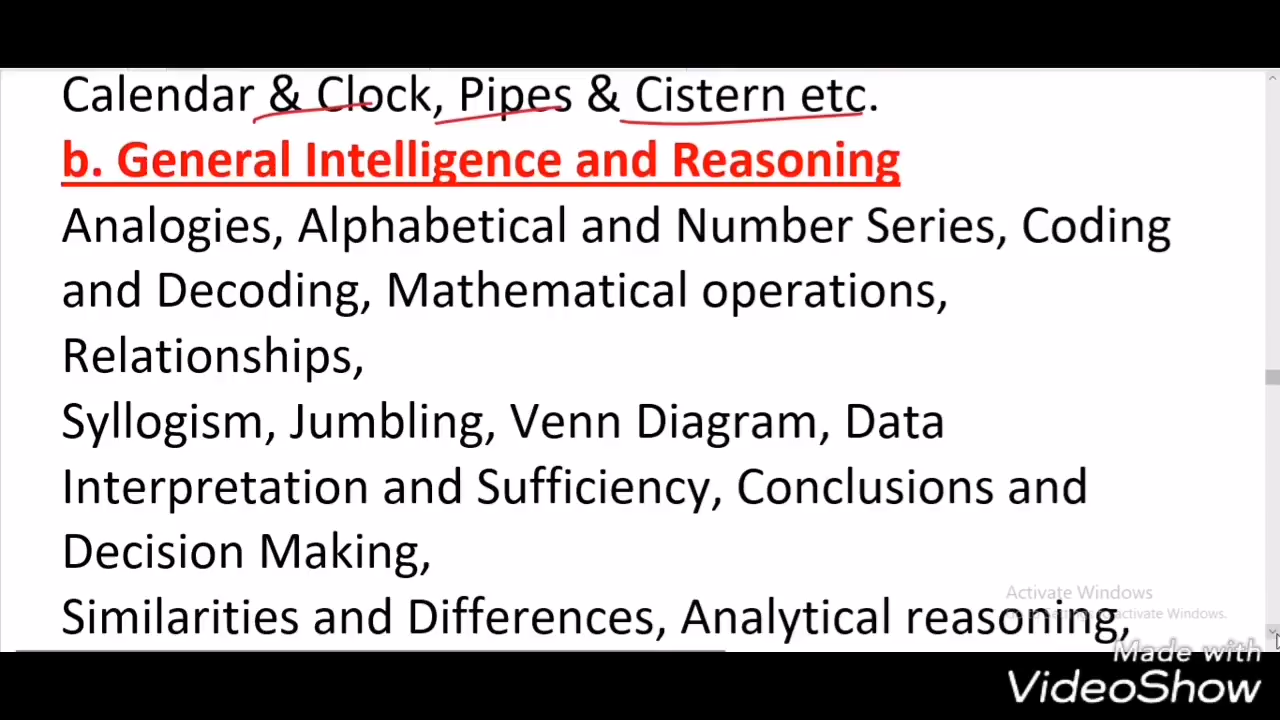 Calendar & Clock, Pipes & Cistern etc.
b. General Intelligence and Reasoning
Analogies, Alphabetical and Number Series, Coding
and Decoding, Mathematical operations,
Relationships,
Syllogism, Jumbling, Venn Diagram, Data
Interpretation and Sufficiency, Conclusions and
Decision Making,
Similarities and Differences, Analytical reasoning,
Activate Windows
activate Windows.
Made with
VideoShow